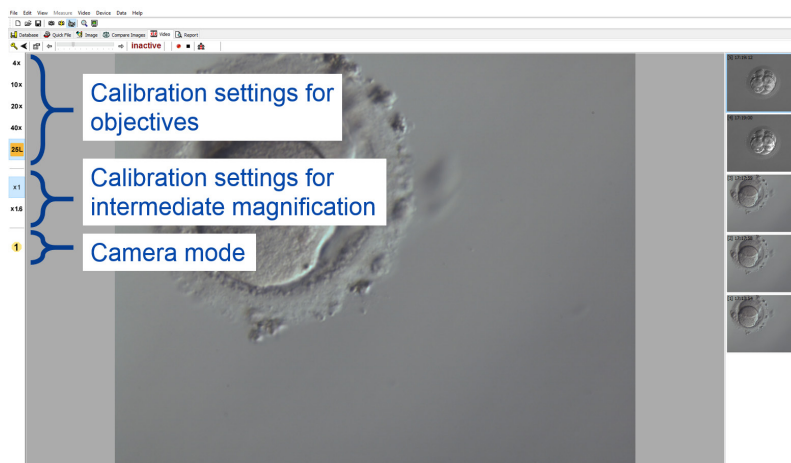 File Edit View Measure Video Device Data Help
Database Quick File Image Compare Images Video Report
inactive
4x
10x
20x
40x
25L
x1
x1.6
1
Calibration settings for
objectives
Calibration settings for
intermediate magnification
Camera mode